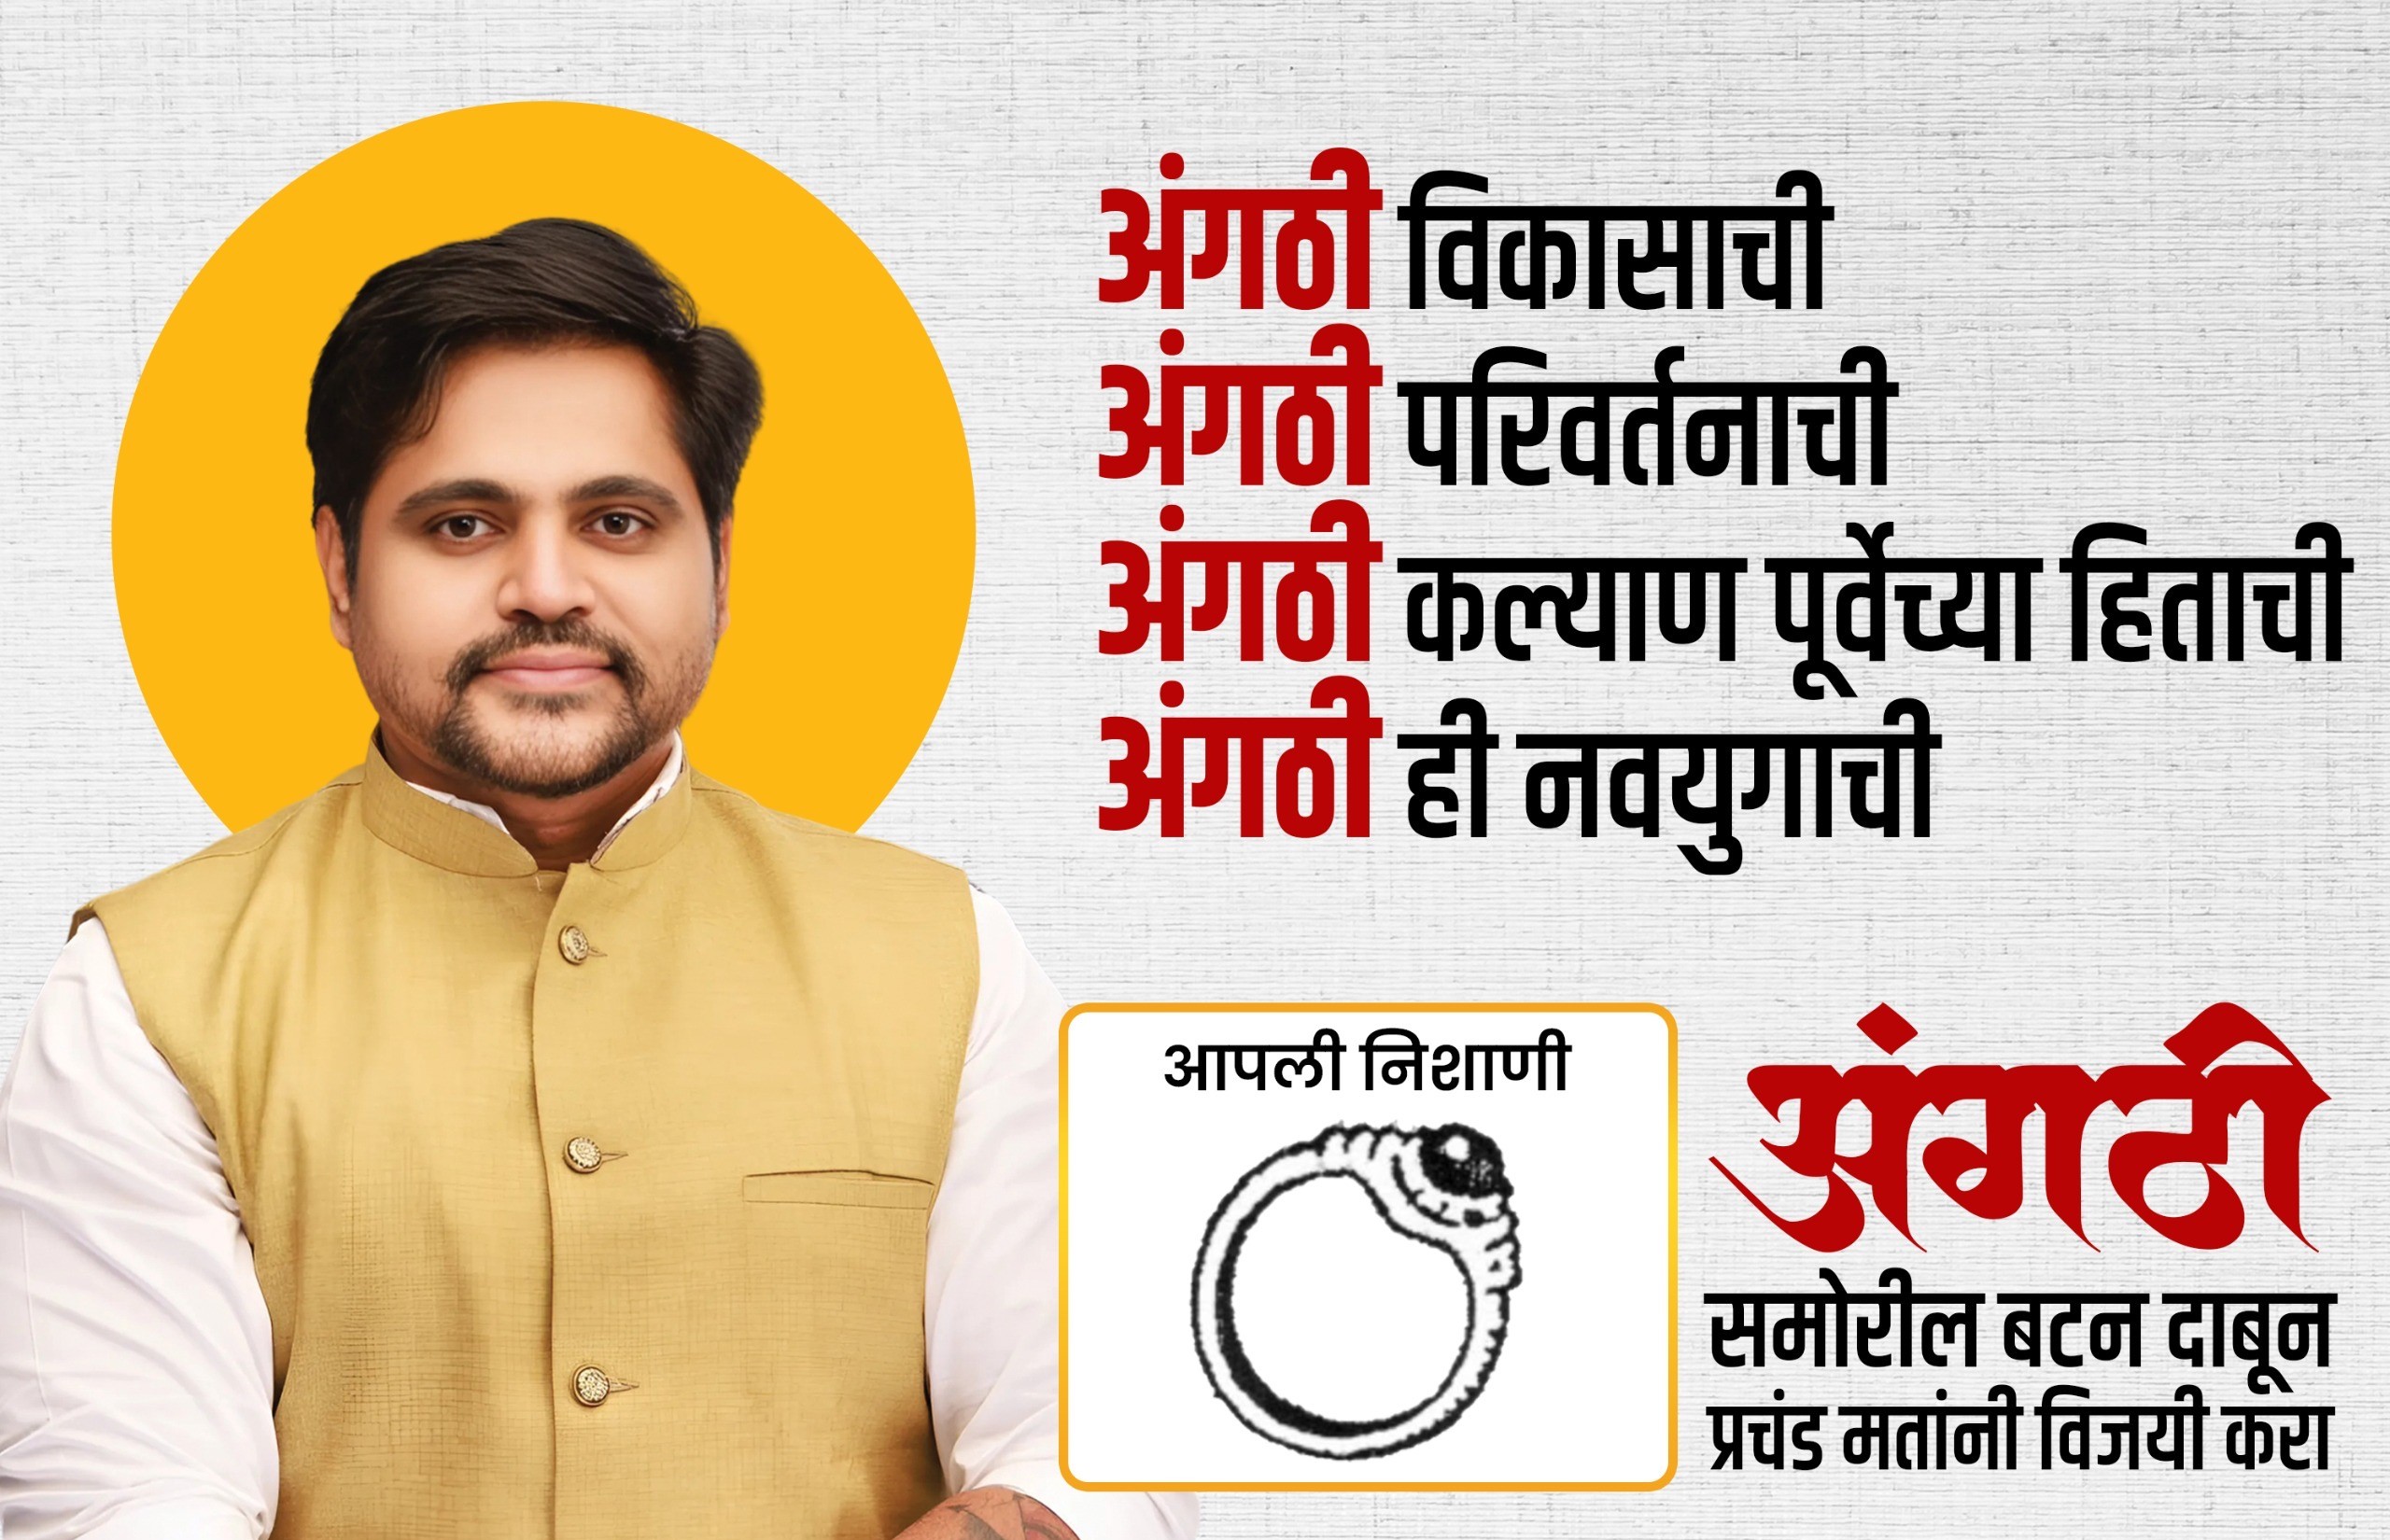 अंगठी विकासाची
अंगठी परिवर्तनाची
अंगठी कल्याण पूर्वेच्या हिताची
अंगठी ही नवयुगाची
आपली निशाणी
अंगठी
समोरील बटन दाबून
प्रचंड मतांनी विजयी करा